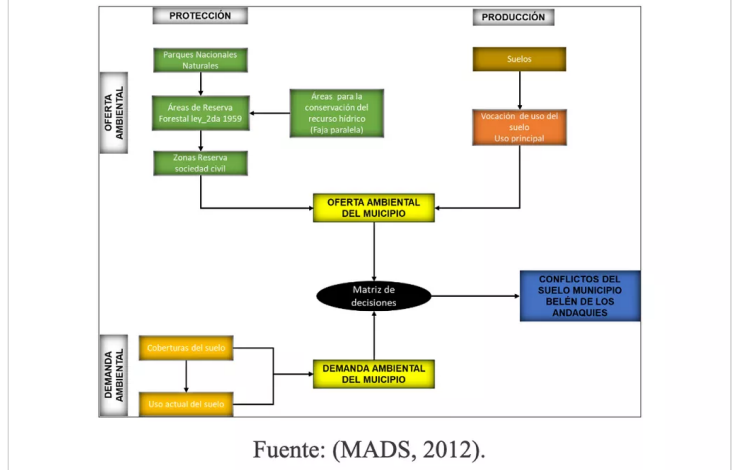 PROTECCIÓN
PRODUCCIÓN
OFERTA
AMBIENTAL
Parques Nacionales
Naturales
Suelos
Áreas de Reserva
Forestal ley_2da 1959
Áreas para la
conservación del
recurso hídrico
(Faja paralela)
Vocación de uso del
suelo
Uso principal
Zonas Reserva
sociedad civil
OFERTA AMBIENTAL
DEL MUICIPIO
Matriz de
decisiones
CONFLICTOS DEL
SUELO MUNICIPIO
BELÉN DE LOS
ANDAQUIES
DEMANDA
AMBIENTAL
Coberturas del suelo
DEMANDA AMBIENTAL
DEL MUICIPIO
Uso actual del suelo
Fuente: (MADS, 2012).